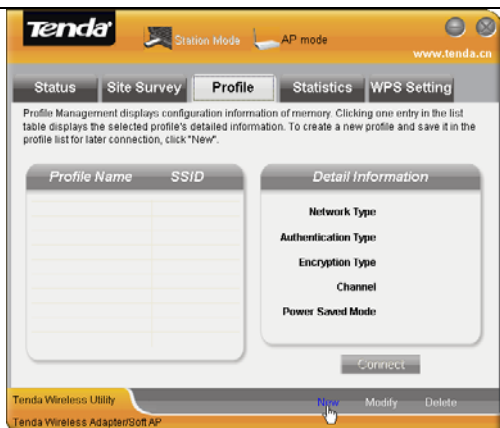 Tenda
Station Mode
AP mode
www.tenda.cn
Status
Site Survey
Profile
Statistics
WPS Setting
Profile Management displays configuration information of memory. Clicking one entry in the list
table displays the selected profile's detailed information. To create a new profile and save it in the
profile list for later connection, click "New".
Profile Name
SSID
Detail Information
Network Type
Authentication Type
Encryption Type
Channel
Power Saved Mode
Connect
Tenda Wireless Utility
New
Modify
Delete
Tenda Wireless Adapter/Soft AP